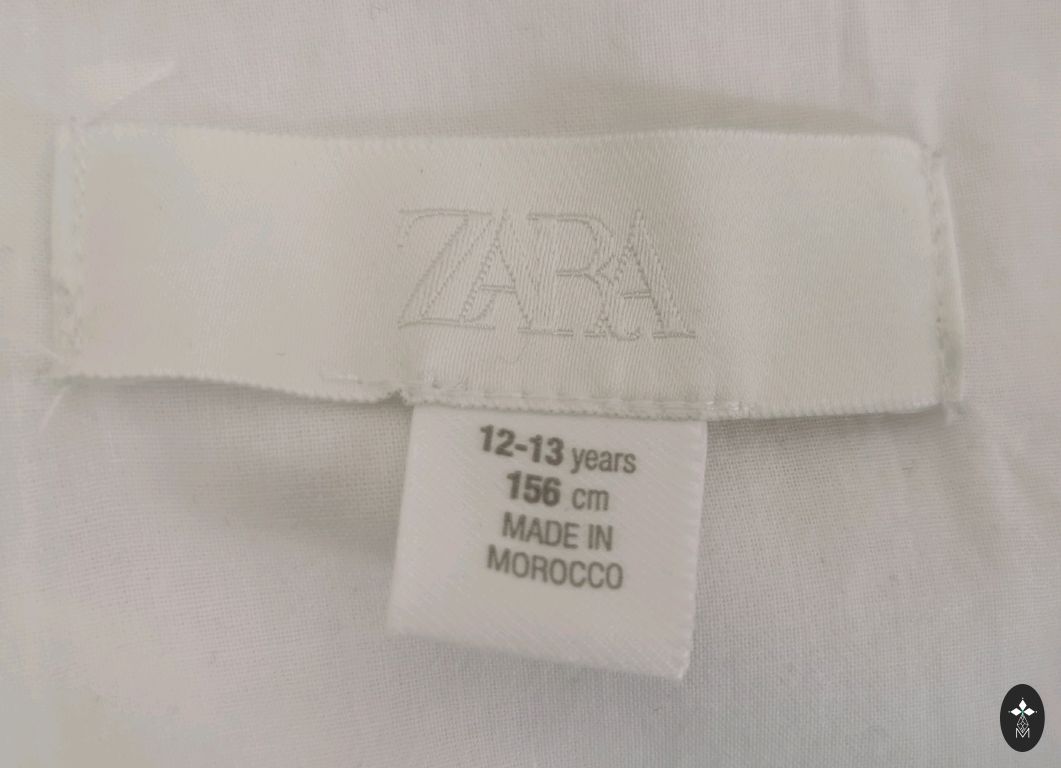 ZARA
12-13 years
156 cm
MADE IN
MOROCCO
M